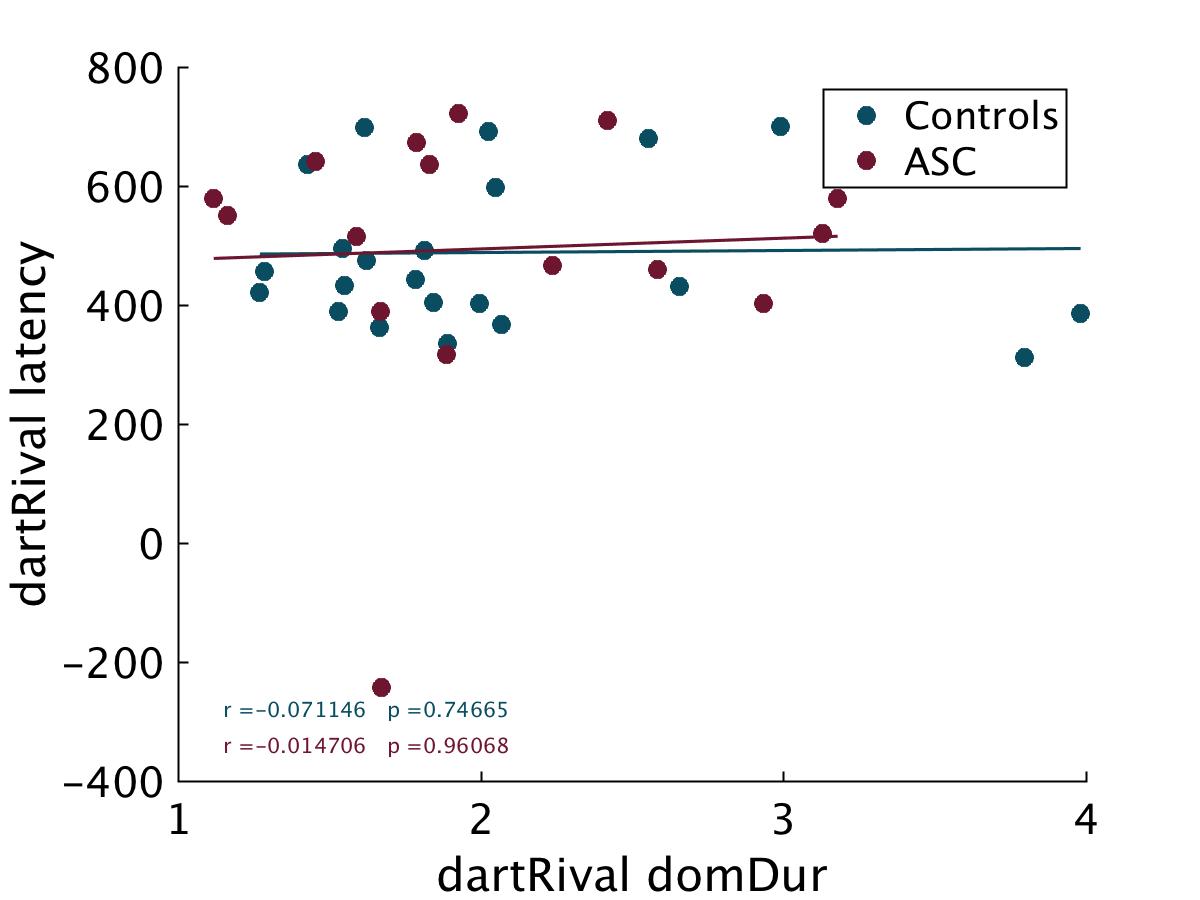 800
600
400
200
0
−200
−400
1 2 3 4
dartRival latency
dartRival domDur
Controls
ASC
r =−0.071146 p =0.74665
r =−0.014706 p =0.96068